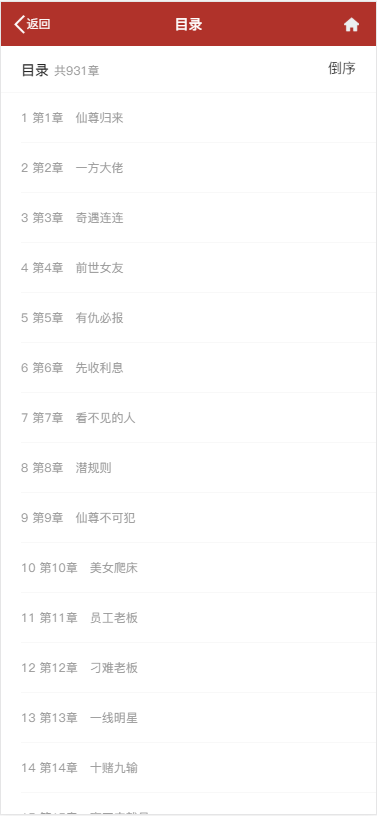 返回 目录
目录 共931章 倒序
1 第1章 仙尊归来
2 第2章 一方大佬
3 第3章 奇遇连连
4 第4章 前世女友
5 第5章 有仇必报
6 第6章 先收利息
7 第7章 看不见的人
8 第8章 潜规则
9 第9章 仙尊不可犯
10 第10章 美女爬床
11 第11章 员工老板
12 第12章 刁难老板
13 第13章 一线明星
14 第14章 十赌九输